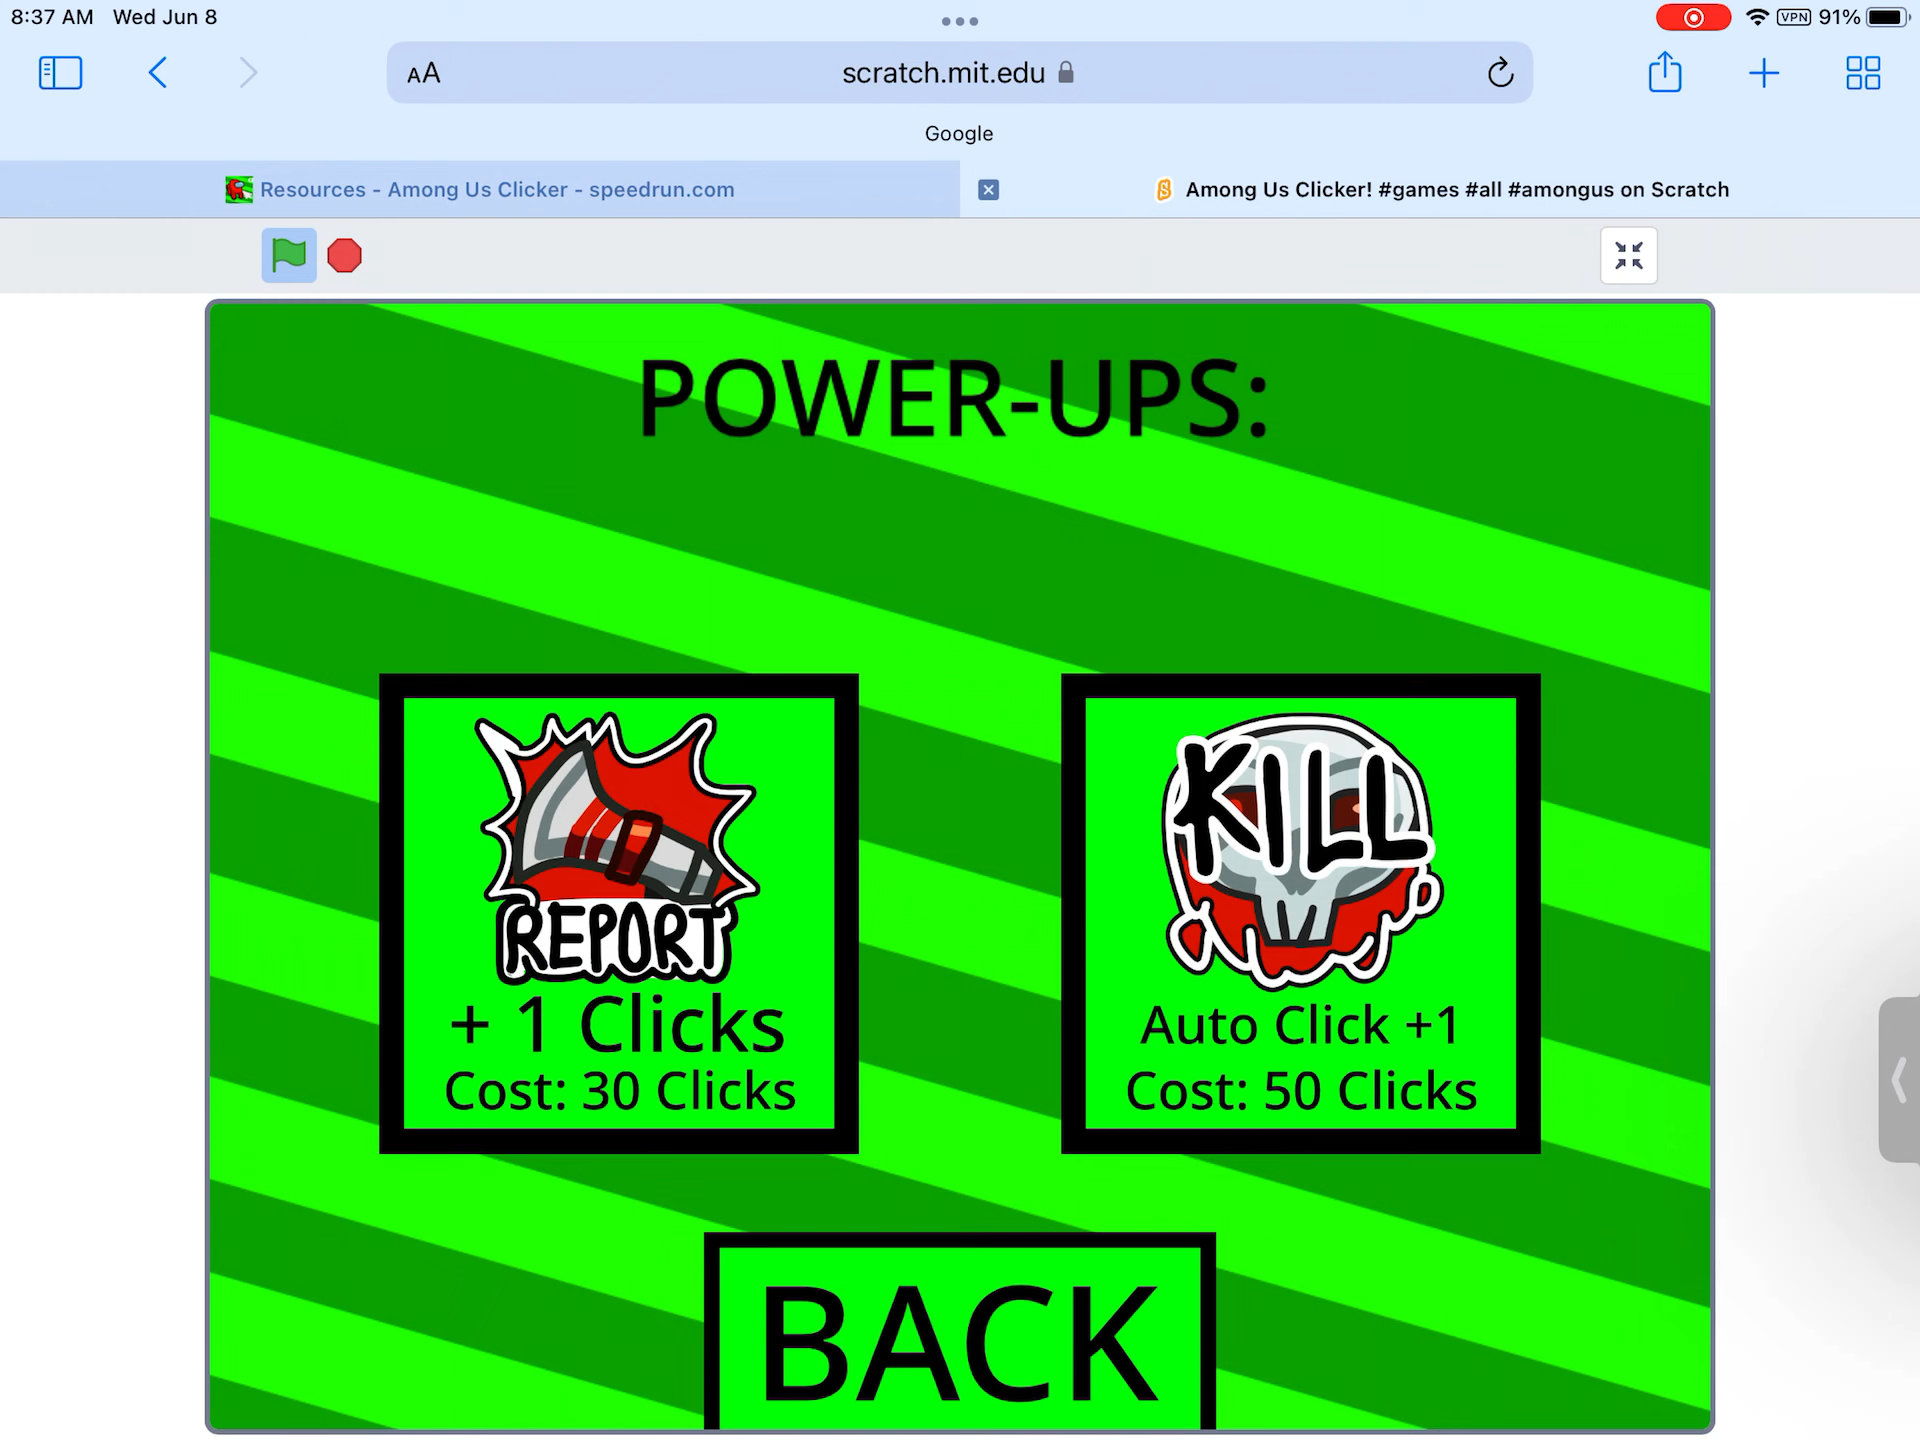 8:37 AM Wed Jun 8
VPN 91%
AA scratch.mit.edu
Google
Resources - Among Us Clicker - speedrun.com
Among Us Clicker! #games #all #amongus on Scratch
POWER-UPS:
REPORT
+ 1 Clicks
Cost: 30 Clicks
KILL
Auto Click +1
Cost: 50 Clicks
BACK